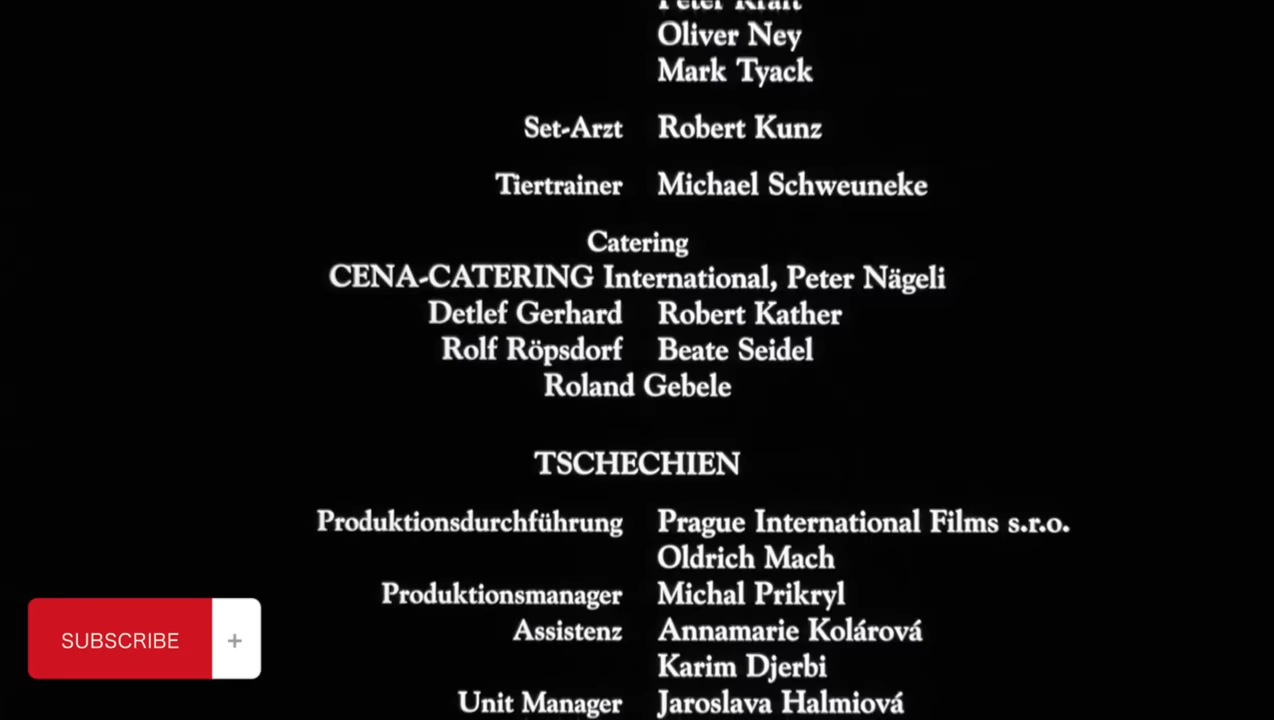 Peter Kraft
Oliver Ney
Mark Tyack
Set-Arzt Robert Kunz
Tiertrainer Michael Schweuneke
Catering
CENA-CATERING International, Peter Nägeli
Detlef Gerhard Robert Kather
Rolf Röpsdorf Beate Seidel
Roland Gebele
TSCHECHIEN
Produktionsdurchführung Prague International Films s.r.o.
Oldrich Mach
Produktionsmanager Michal Prikryl
Assistenz Annamarie Kolárová
Karim Djerbi
Unit Manager Jaroslava Halmiová
SUBSCRIBE +